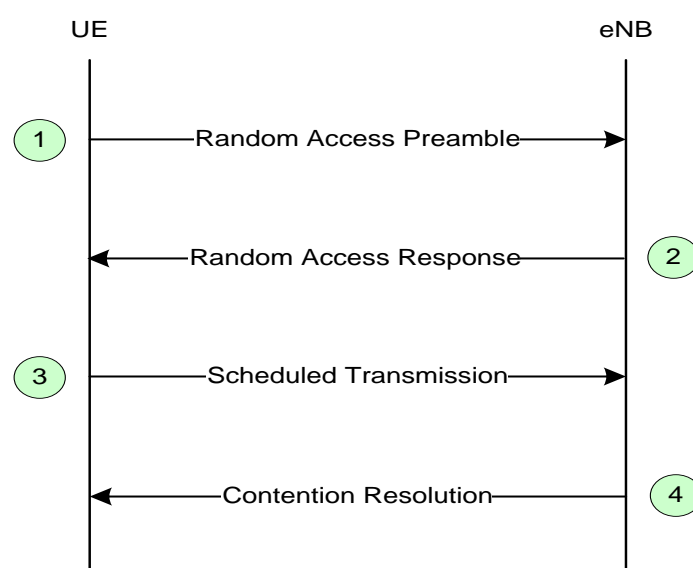 UE
eNB
1
Random Access Preamble
Random Access Response
2
3
Scheduled Transmission
Contention Resolution
4